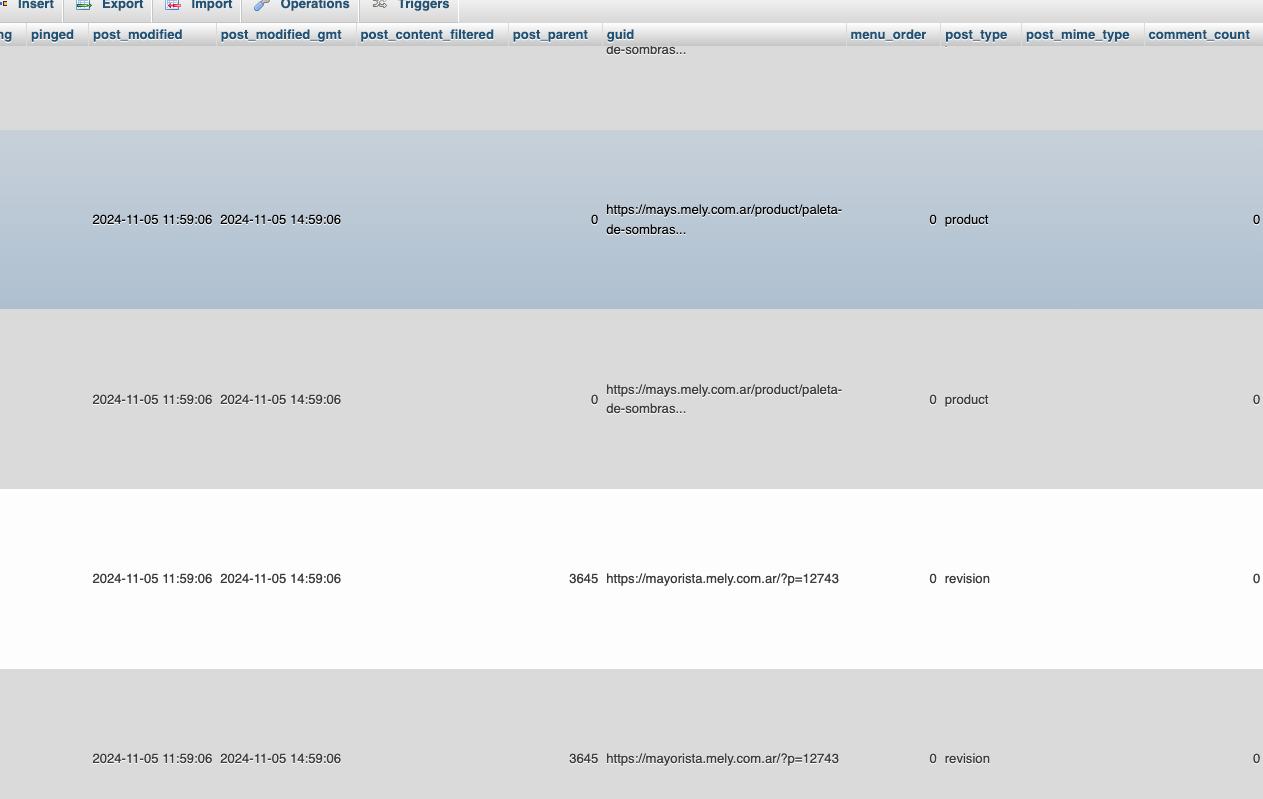 Insert Export Import Operations Triggers
ng pinged post_modified post_modified_gmt post_content_filtered post_parent guid menu_order post_type post_mime_type comment_count
de-sombras...
2024-11-05 11:59:06 2024-11-05 14:59:06 0 https://mays.mely.com.ar/product/paleta-
de-sombras... 0 product 0
2024-11-05 11:59:06 2024-11-05 14:59:06 0 https://mays.mely.com.ar/product/paleta-
de-sombras... 0 product 0
2024-11-05 11:59:06 2024-11-05 14:59:06 3645 https://mayorista.mely.com.ar/?p=12743 0 revision 0
2024-11-05 11:59:06 2024-11-05 14:59:06 3645 https://mayorista.mely.com.ar/?p=12743 0 revision 0